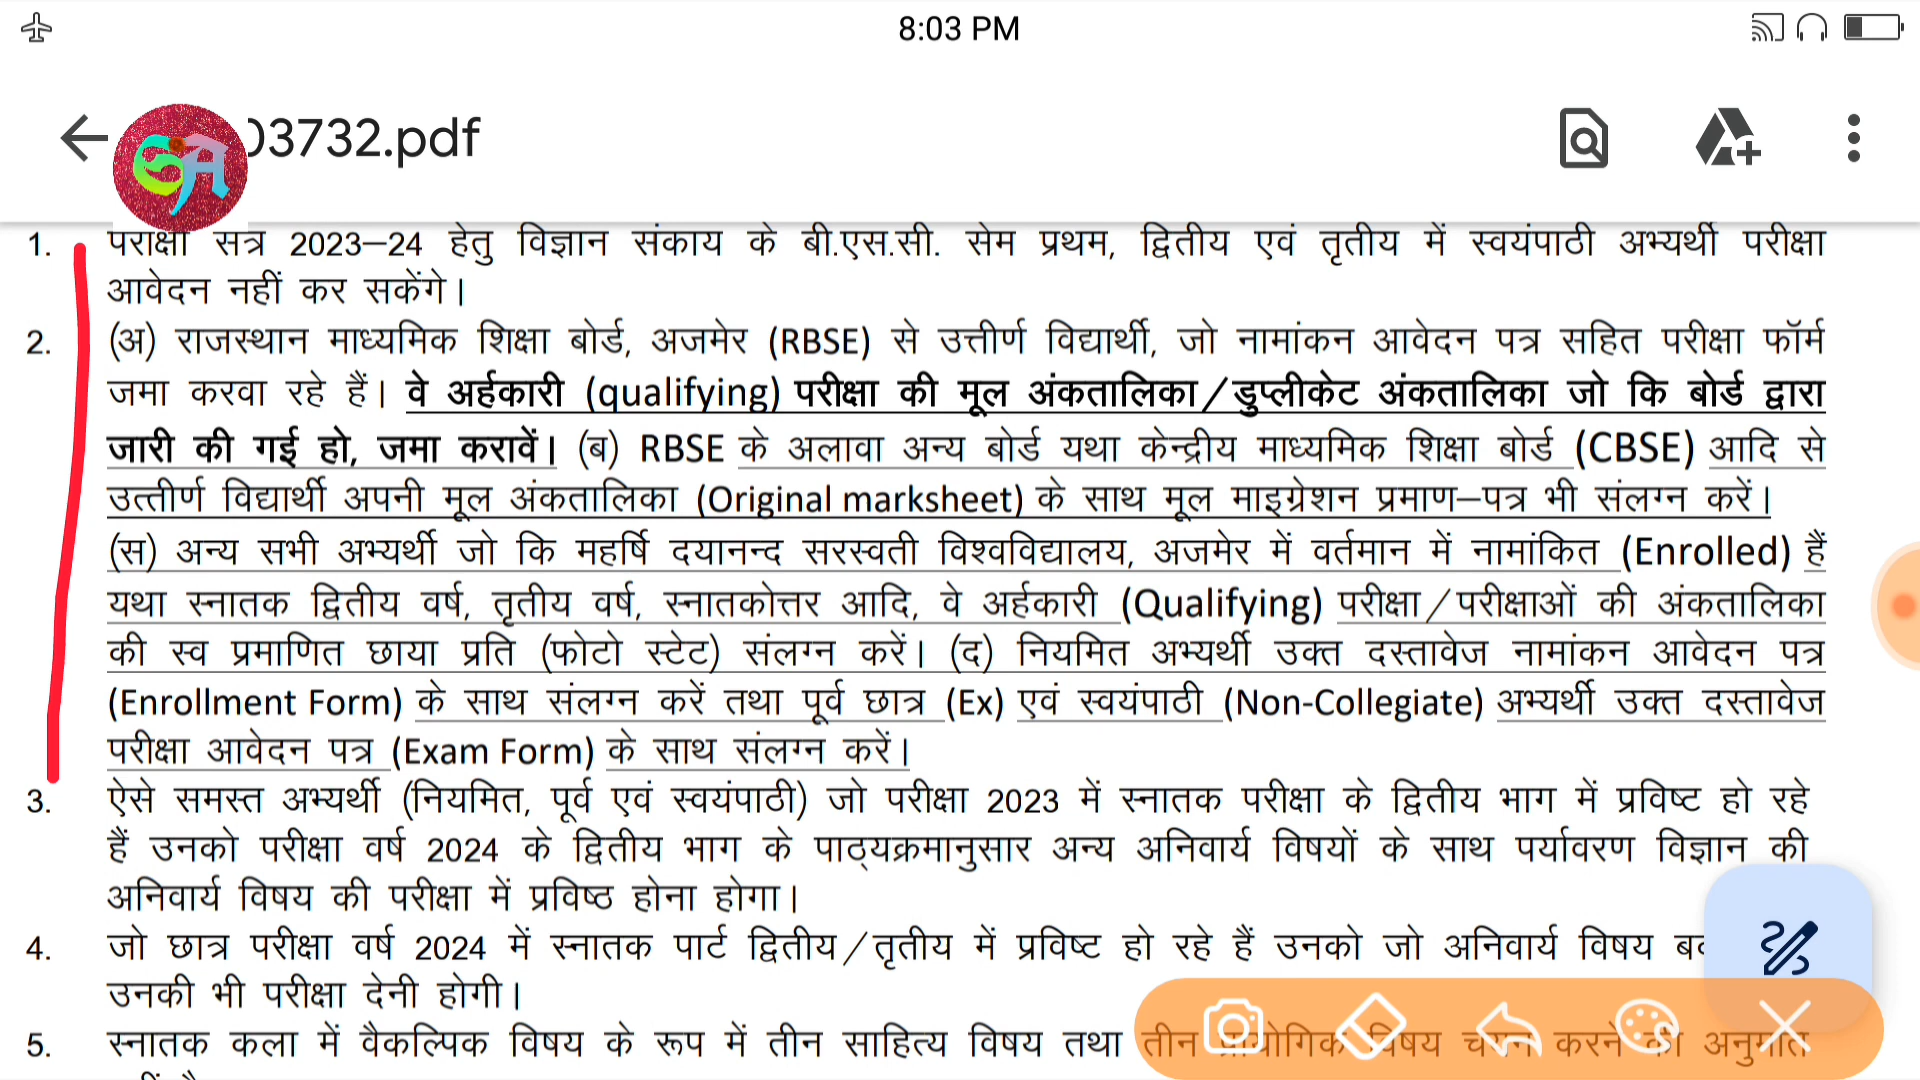 8:03 PM
03732.pdf
1. परीक्षा सत्र 2023–24 हेतु विज्ञान संकाय के बी.एस.सी. सेम प्रथम, द्वितीय एवं तृतीय में स्वयंपाठी अभ्यर्थी परीक्षा
आवेदन नहीं कर सकेंगे।
2. (अ) राजस्थान माध्यमिक शिक्षा बोर्ड, अजमेर (RBSE) से उत्तीर्ण विद्यार्थी, जो नामांकन आवेदन पत्र सहित परीक्षा फॉर्म
जमा करवा रहे हैं। वे अर्हकारी (qualifying) परीक्षा की मूल अंकतालिका/डुप्लीकेट अंकतालिका जो कि बोर्ड द्वारा
जारी की गई हो, जमा करावें। (ब) RBSE के अलावा अन्य बोर्ड यथा केन्द्रीय माध्यमिक शिक्षा बोर्ड (CBSE) आदि से
उत्तीर्ण विद्यार्थी अपनी मूल अंकतालिका (Original marksheet) के साथ मूल माइग्रेशन प्रमाण–पत्र भी संलग्न करें।
(स) अन्य सभी अभ्यर्थी जो कि महर्षि दयानन्द सरस्वती विश्वविद्यालय, अजमेर में वर्तमान में नामांकित (Enrolled) हैं
यथा स्नातक द्वितीय वर्ष, तृतीय वर्ष, स्नातकोत्तर आदि, वे अर्हकारी (Qualifying) परीक्षा/परीक्षाओं की अंकतालिका
की स्व प्रमाणित छाया प्रति (फोटो स्टेट) संलग्न करें। (द) नियमित अभ्यर्थी उक्त दस्तावेज नामांकन आवेदन पत्र
(Enrollment Form) के साथ संलग्न करें तथा पूर्व छात्र (Ex) एवं स्वयंपाठी (Non-Collegiate) अभ्यर्थी उक्त दस्तावेज
परीक्षा आवेदन पत्र (Exam Form) के साथ संलग्न करें।
3. ऐसे समस्त अभ्यर्थी (नियमित, पूर्व एवं स्वयंपाठी) जो परीक्षा 2023 में स्नातक परीक्षा के द्वितीय भाग में प्रविष्ट हो रहे
हैं उनको परीक्षा वर्ष 2024 के द्वितीय भाग के पाठ्यक्रमानुसार अन्य अनिवार्य विषयों के साथ पर्यावरण विज्ञान की
अनिवार्य विषय की परीक्षा में प्रविष्ठ होना होगा।
4. जो छात्र परीक्षा वर्ष 2024 में स्नातक पार्ट द्वितीय/तृतीय में प्रविष्ट हो रहे हैं उनको जो अनिवार्य विषय
उनकी भी परीक्षा देनी होगी।
5. स्नातक कला में वैकल्पिक विषय के रूप में तीन साहित्य विषय तथा तीन विषय करने की अनुमति